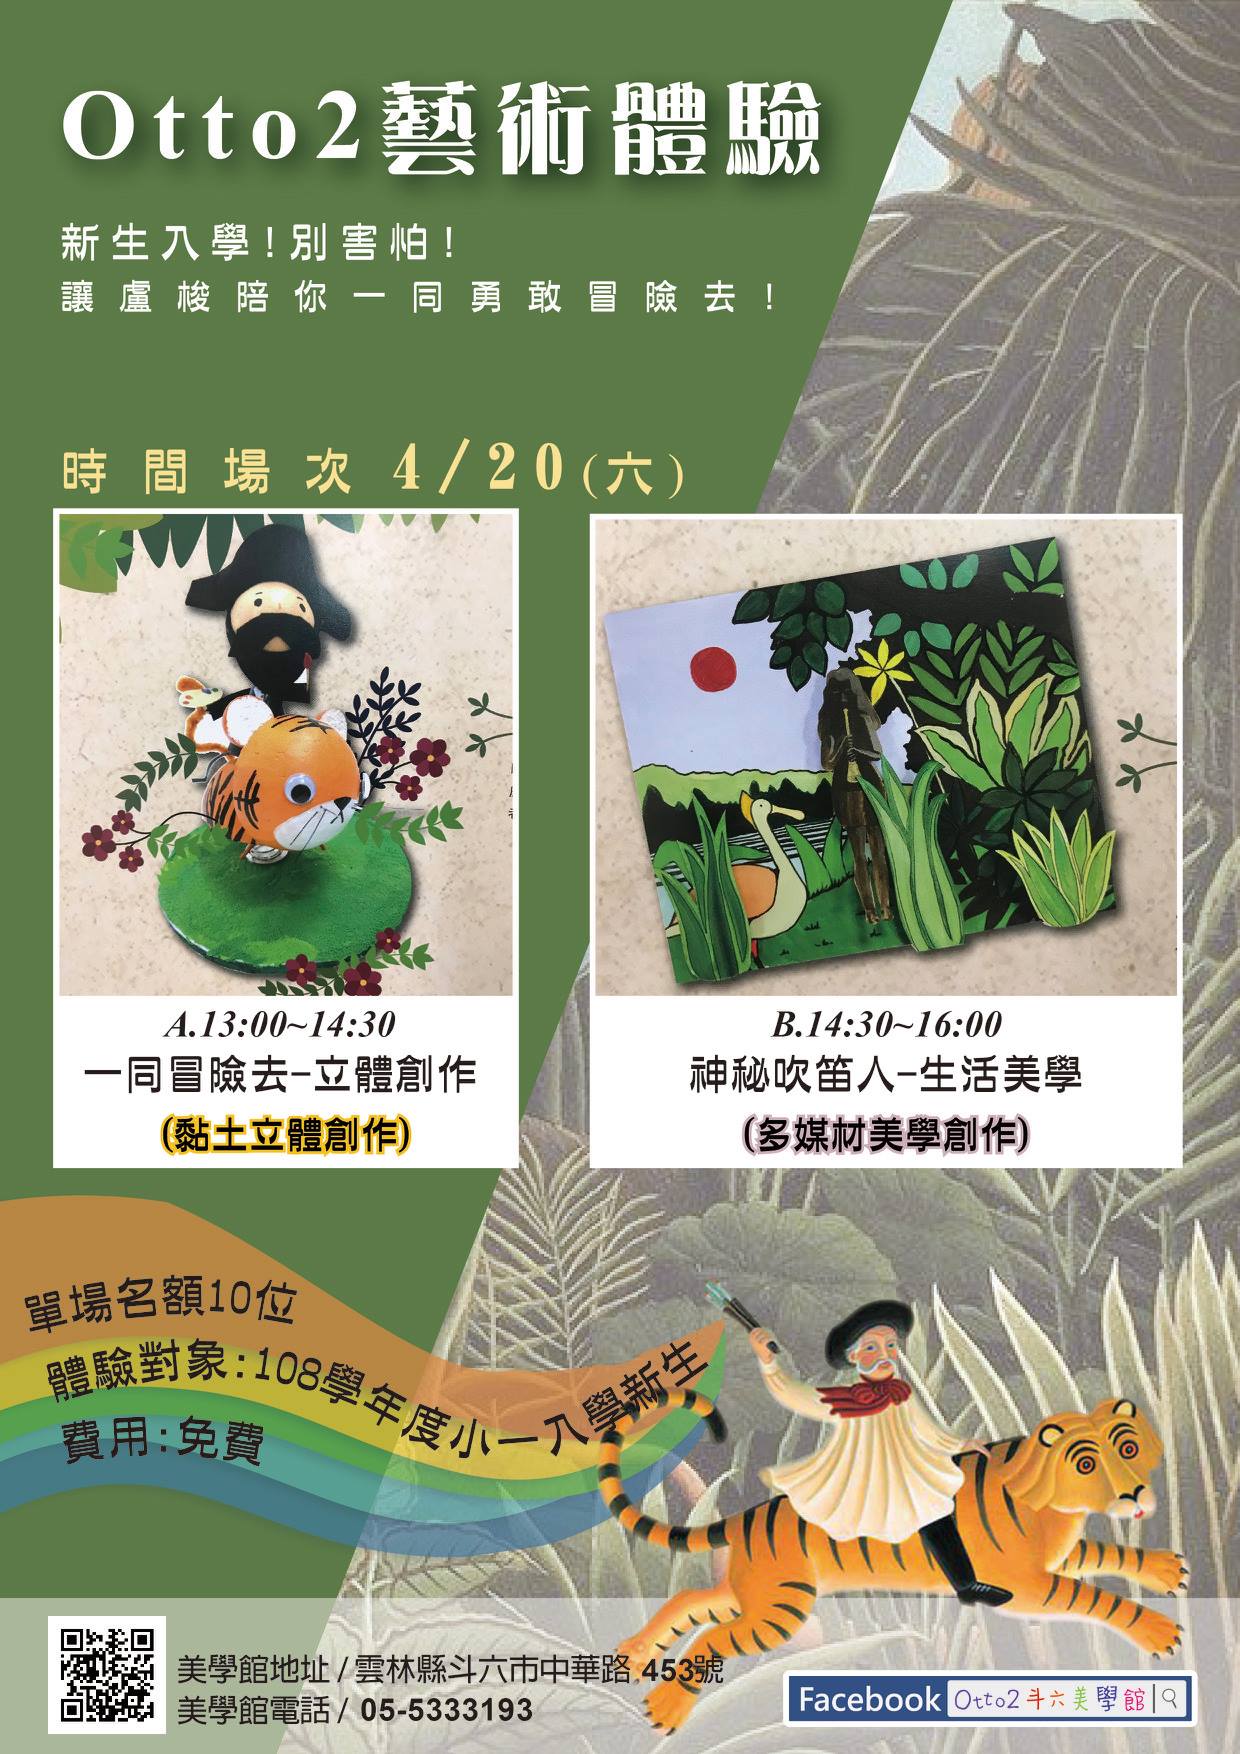 Otto2藝術體驗
新生入學!別害怕!
讓盧梭陪你一同勇敢冒險去!
時間場次 4/20(六)
A.13:00~14:30
一同冒險去-立體創作
(黏土立體創作)
B.14:30~16:00
神秘吹笛人-生活美學
(多媒材美學創作)
單場名額10位
體驗對象:108學年度小一入學新生
費用:免費
美學館地址/雲林縣斗六市中華路 453號
美學館電話/ 05-5333193
Facebook Otto2斗六美學館